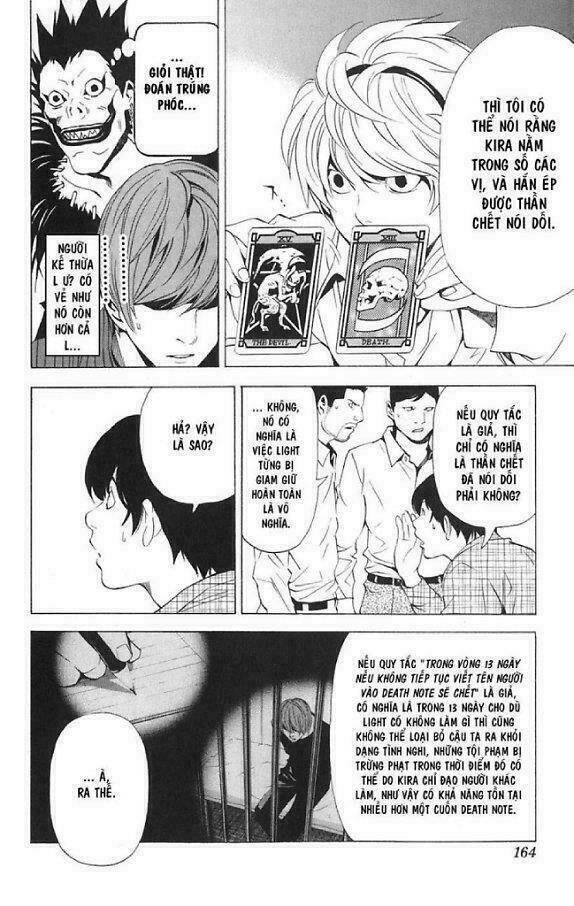 THÌ TÔI CÓ
THỂ NÓI RẰNG
KIRA NẰM
TRONG SỐ CÁC
VỊ, VÀ HẮN ÉP
ĐƯỢC THẦN
CHẾT NÓI DỐI.
XV
THE DEVIL
XIII
DEATH
...
GIỎI THẬT!
ĐOÁN TRÚNG
PHÓC...
NGƯỜI
KẾ THỪA
L Ư? CÓ
VẺ NHƯ
NÓ CÒN
HƠN CẢ
L...
NẾU QUY TẮC
LÀ GIẢ, THÌ
CHỈ CÓ NGHĨA
LÀ THẦN CHẾT
ĐÃ NÓI DỐI
PHẢI KHÔNG?
... KHÔNG,
NÓ CÓ
NGHĨA LÀ
VIỆC LIGHT
TỪNG BỊ
GIAM GIỮ
HOÀN TOÀN
LÀ VÔ
NGHĨA.
HẢ? VẬY
LÀ SAO?
NẾU QUY TẮC "TRONG VÒNG 13 NGÀY
NẾU KHÔNG TIẾP TỤC VIẾT TÊN NGƯỜI
VÀO DEATH NOTE SẼ CHẾT" LÀ GIẢ,
CÓ NGHĨA LÀ TRONG 13 NGÀY CHO DÙ
LIGHT CÓ KHÔNG LÀM GÌ THÌ CŨNG
KHÔNG THỂ LOẠI BỎ CẬU TA RA KHỎI
DẠNG TÌNH NGHI, NHỮNG TỘI PHẠM BỊ
TRỪNG PHẠT TRONG THỜI ĐIỂM ĐÓ CÓ
THỂ DO KIRA CHỈ ĐẠO NGƯỜI KHÁC
LÀM, NHƯ VẬY CÓ KHẢ NĂNG TỒN TẠI
NHIỀU HƠN MỘT CUỐN DEATH NOTE.
... À,
RA THẾ.
164